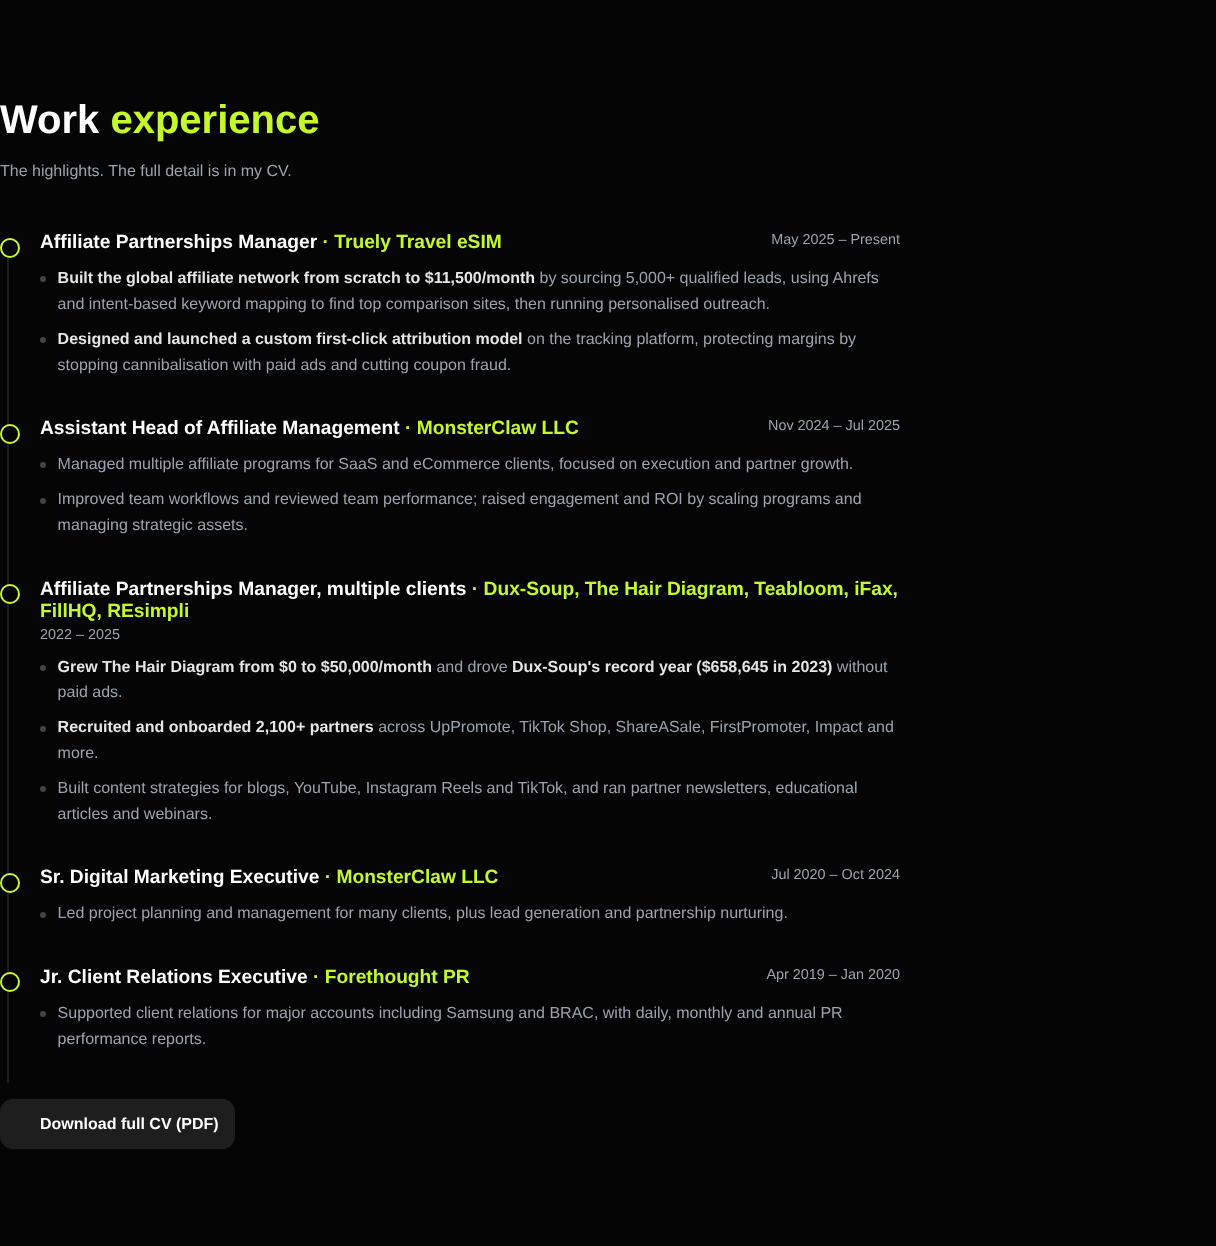 Work experience
The highlights. The full detail is in my CV.
Affiliate Partnerships Manager · Truely Travel eSIM
May 2025 – Present
Built the global affiliate network from scratch to $11,500/month by sourcing 5,000+ qualified leads, using Ahrefs
and intent-based keyword mapping to find top comparison sites, then running personalised outreach.
Designed and launched a custom first-click attribution model on the tracking platform, protecting margins by
stopping cannibalisation with paid ads and cutting coupon fraud.
Assistant Head of Affiliate Management · MonsterClaw LLC
Nov 2024 – Jul 2025
Managed multiple affiliate programs for SaaS and eCommerce clients, focused on execution and partner growth.
Improved team workflows and reviewed team performance; raised engagement and ROI by scaling programs and
managing strategic assets.
Affiliate Partnerships Manager, multiple clients · Dux-Soup, The Hair Diagram, Teabloom, iFax,
FillHQ, REsimpli
2022 – 2025
Grew The Hair Diagram from $0 to $50,000/month and drove Dux-Soup's record year ($658,645 in 2023) without
paid ads.
Recruited and onboarded 2,100+ partners across UpPromote, TikTok Shop, ShareASale, FirstPromoter, Impact and
more.
Built content strategies for blogs, YouTube, Instagram Reels and TikTok, and ran partner newsletters, educational
articles and webinars.
Sr. Digital Marketing Executive · MonsterClaw LLC
Jul 2020 – Oct 2024
Led project planning and management for many clients, plus lead generation and partnership nurturing.
Jr. Client Relations Executive · Forethought PR
Apr 2019 – Jan 2020
Supported client relations for major accounts including Samsung and BRAC, with daily, monthly and annual PR
performance reports.
Download full CV (PDF)